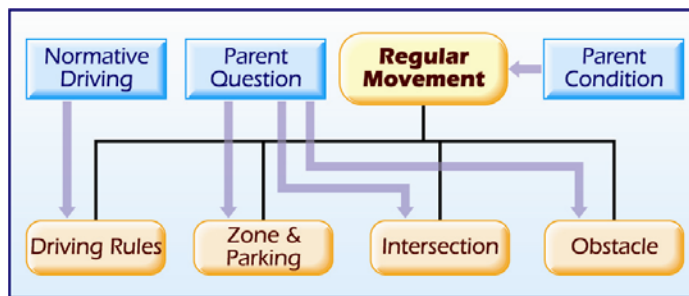 Normative
Driving
Parent
Question
Regular
Movement
Parent
Condition
Driving Rules
Zone &
Parking
Intersection
Obstacle